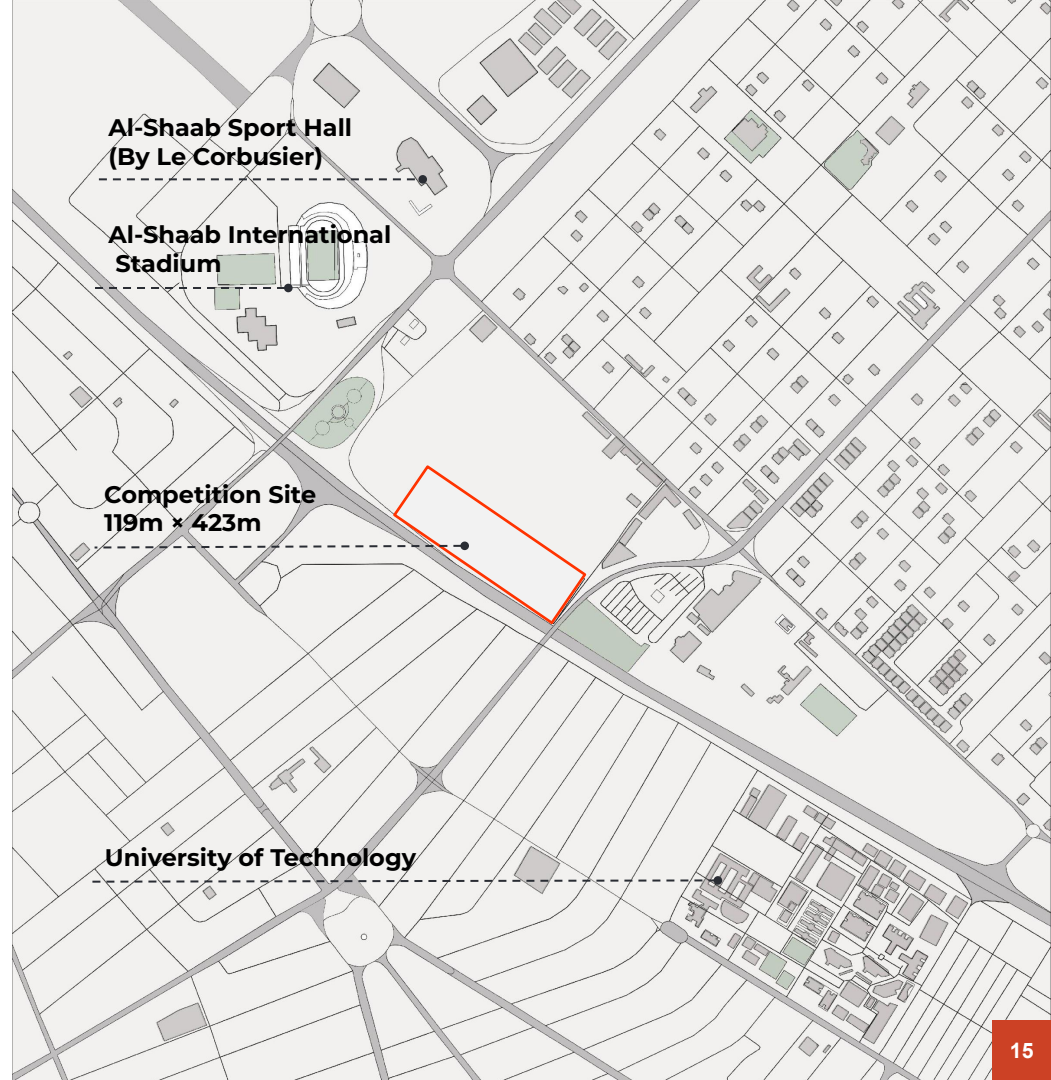 Al-Shaab Sport Hall
(By Le Corbusier)
Al-Shaab International
Stadium
Competition Site
119m × 423m
University of Technology
15